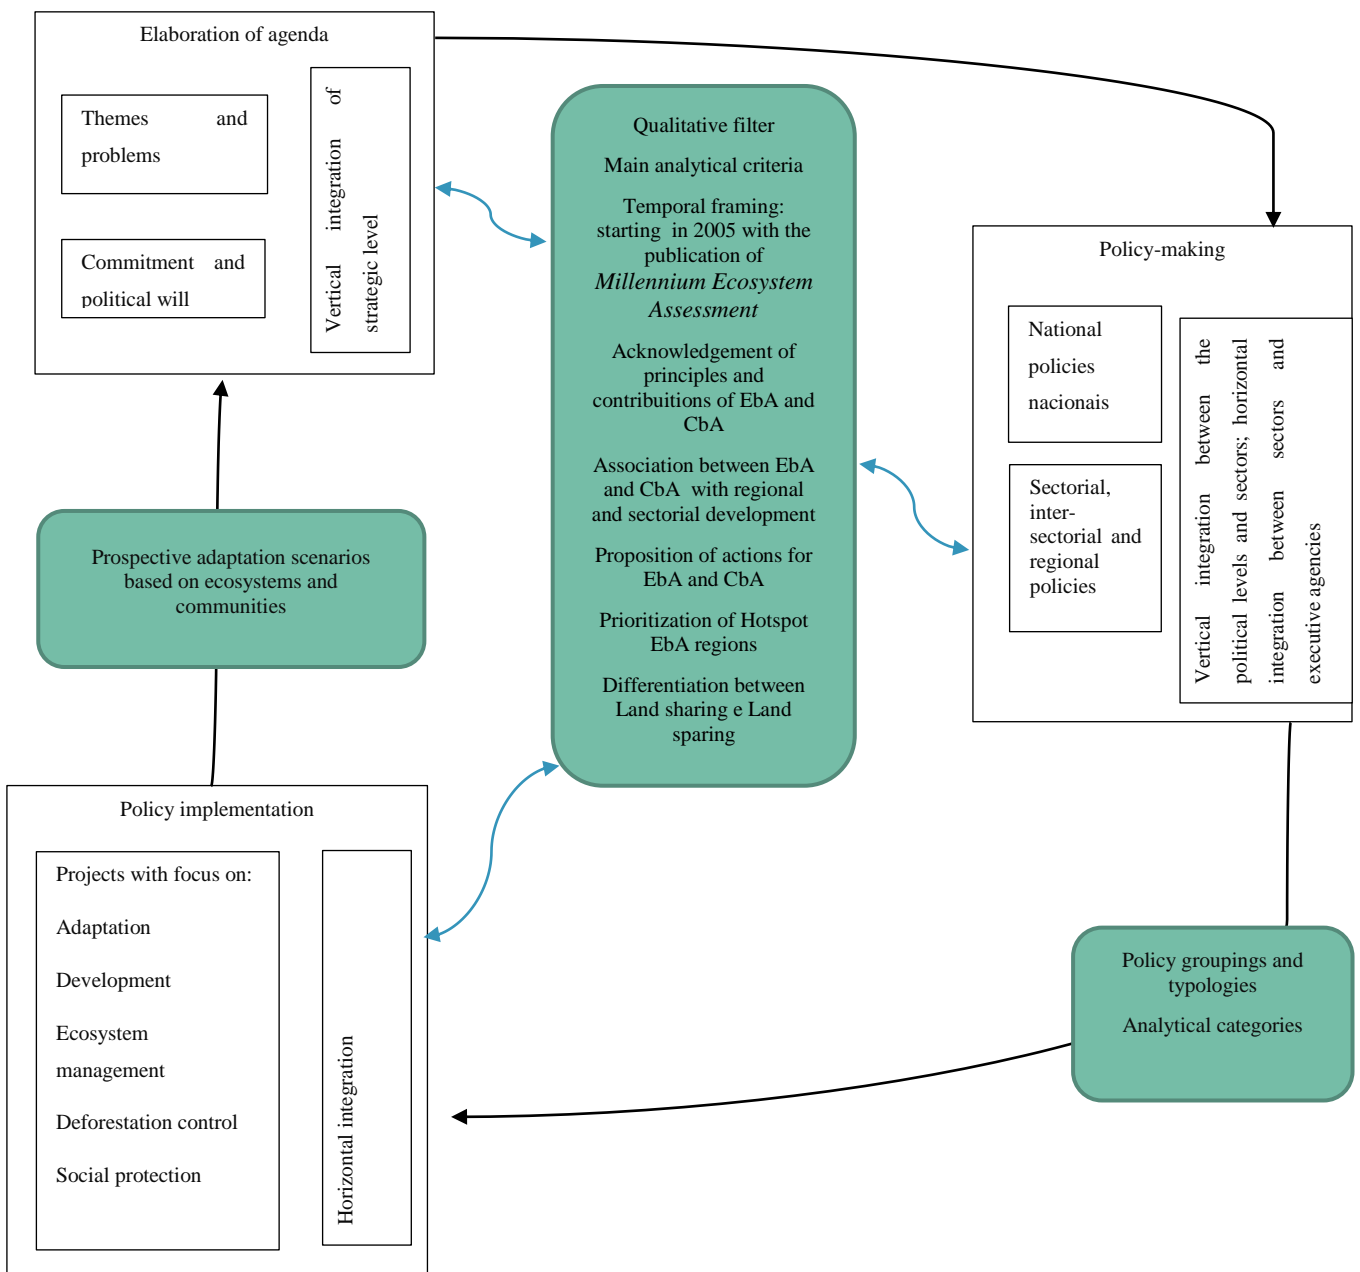 Elaboration of agenda
Themes and
problems
Commitment and
political will
Vertical integration of
strategic level
Qualitative filter
Main analytical criteria
Temporal framing:
starting in 2005 with the
publication of
Millennium Ecosystem
Assessment
Acknowledgement of
principles and
contribuitions of EbA and
CbA
Association between EbA
and CbA with regional
and sectorial development
Proposition of actions for
EbA and CbA
Prioritization of Hotspot
EbA regions
Differentiation between
Land sharing e Land
sparing
Policy-making
National
policies
nacionais
Sectorial,
inter-
sectorial and
regional
policies
Vertical integration between the
political levels and sectors; horizontal
integration between sectors and
executive agencies
Prospective adaptation scenarios
based on ecosystems and
communities
Policy implementation
Projects with focus on:
Adaptation
Development
Ecosystem
management
Deforestation control
Social protection
Horizontal integration
Policy groupings and
typologies
Analytical categories